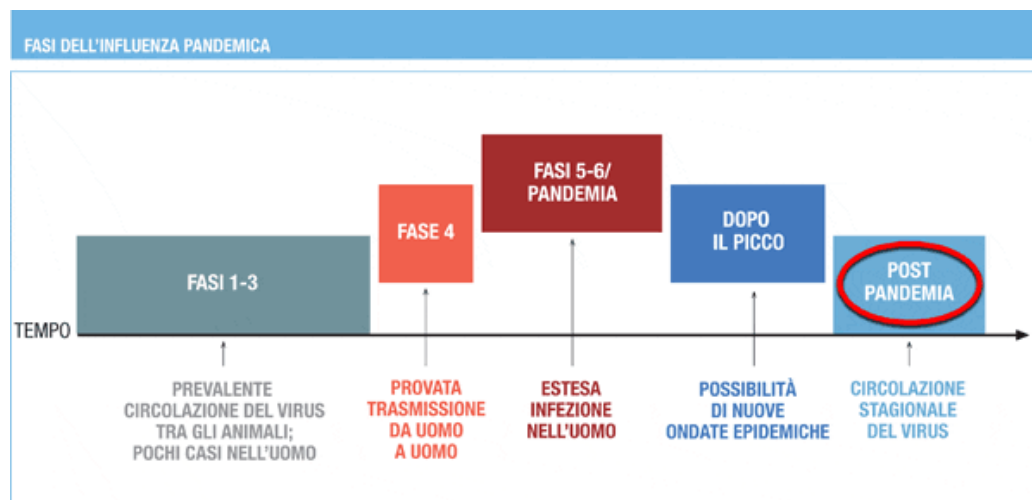 FASI DELL'INFLUENZA PANDEMICA
FASI 1-3
FASE 4
FASI 5-6/
PANDEMIA
DOPO
IL PICCO
POST
PANDEMIA
TEMPO
PREVALENTE
CIRCOLAZIONE DEL VIRUS
TRA GLI ANIMALI;
POCHI CASI NELL'UOMO
PROVATA
TRASMISSIONE
DA UOMO
A UOMO
ESTESA
INFEZIONE
NELL'UOMO
POSSIBILITÀ
DI NUOVE
ONDATE EPIDEMICHE
CIRCOLAZIONE
STAGIONALE
DEL VIRUS